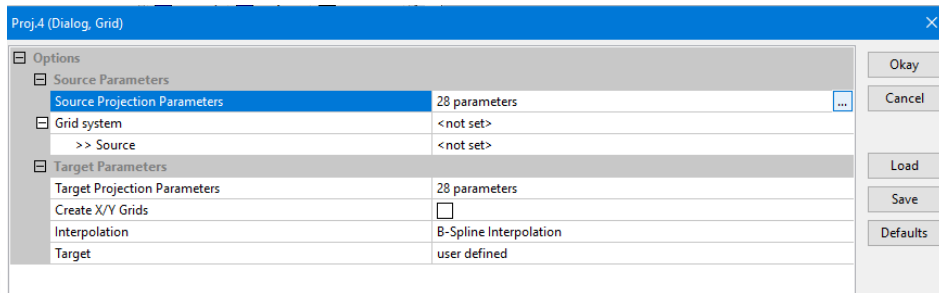 Proj.4 (Dialog, Grid)
Options
Source Parameters
Source Projection Parameters 28 parameters ...
Grid system <not set>
>> Source <not set>
Target Parameters
Target Projection Parameters 28 parameters
Create X/Y Grids
Interpolation B-Spline Interpolation
Target user defined
Okay
Cancel
Load
Save
Defaults